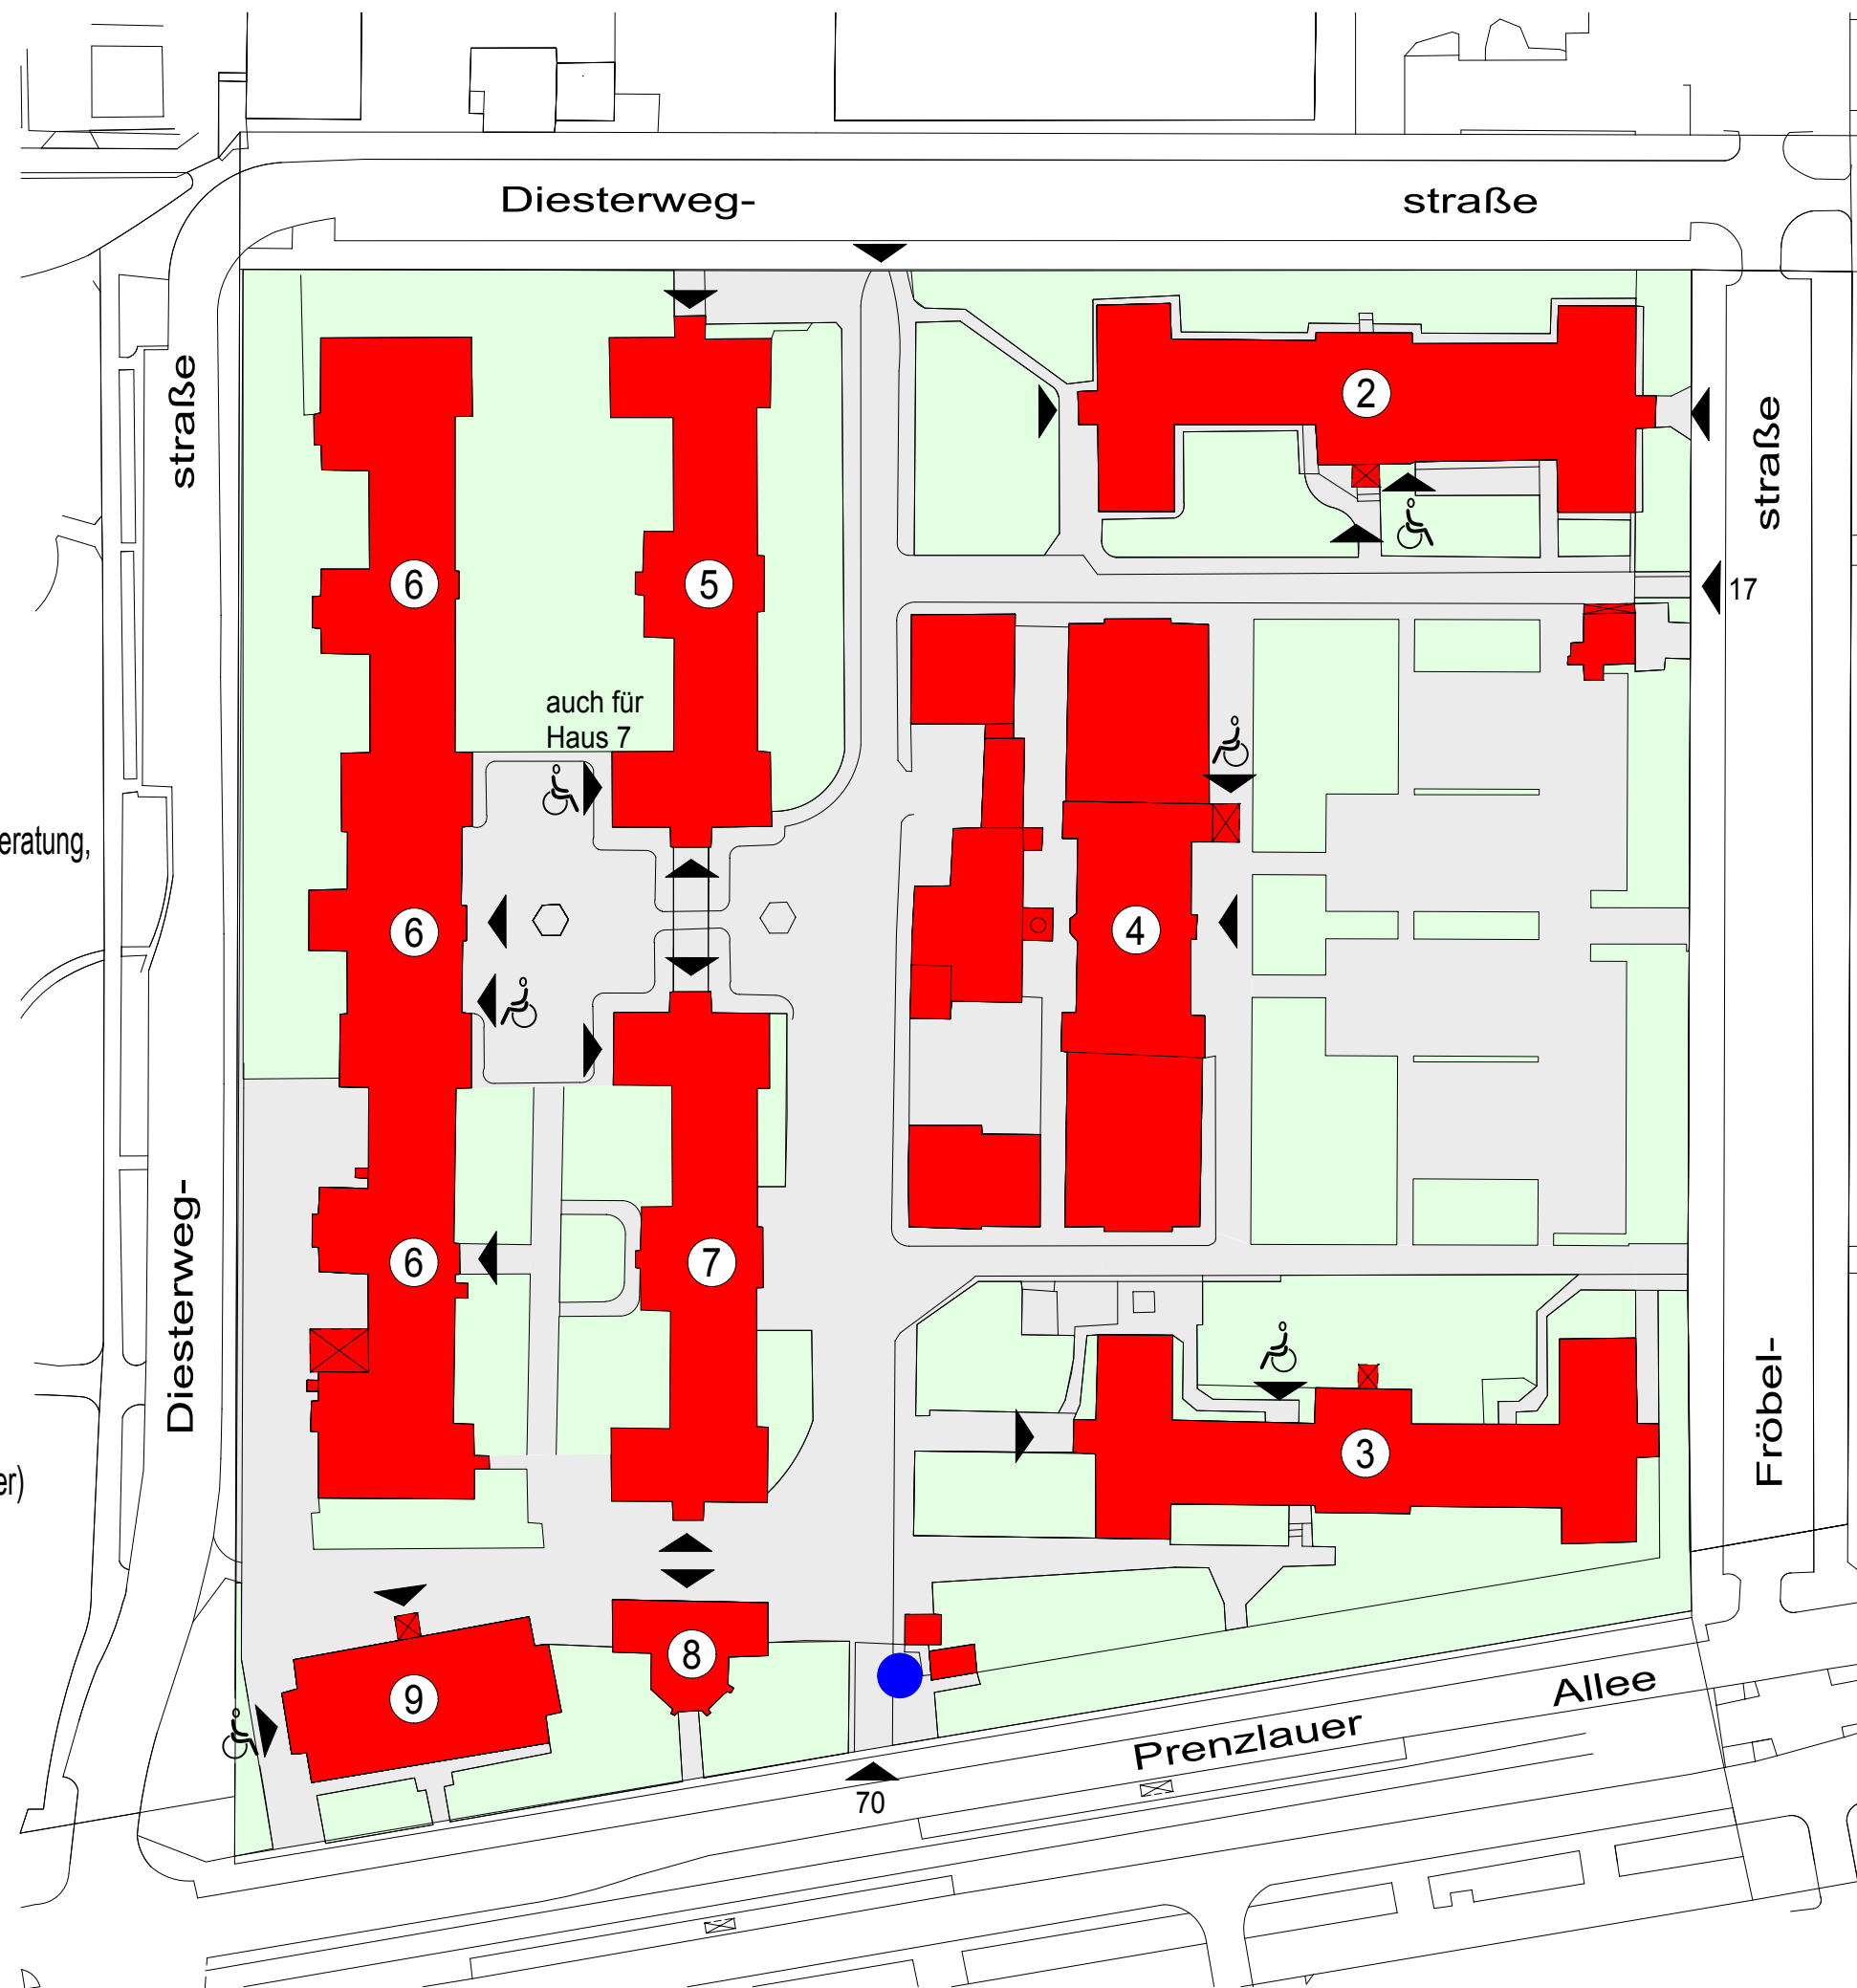 Diesterweg- straße
straße
2
straße
6
5
17
auch für
Haus 7
eratung,
6
4
Diesterweg-
6
7
3
Fröbel-
er)
8
9
Prenzlauer Allee
70